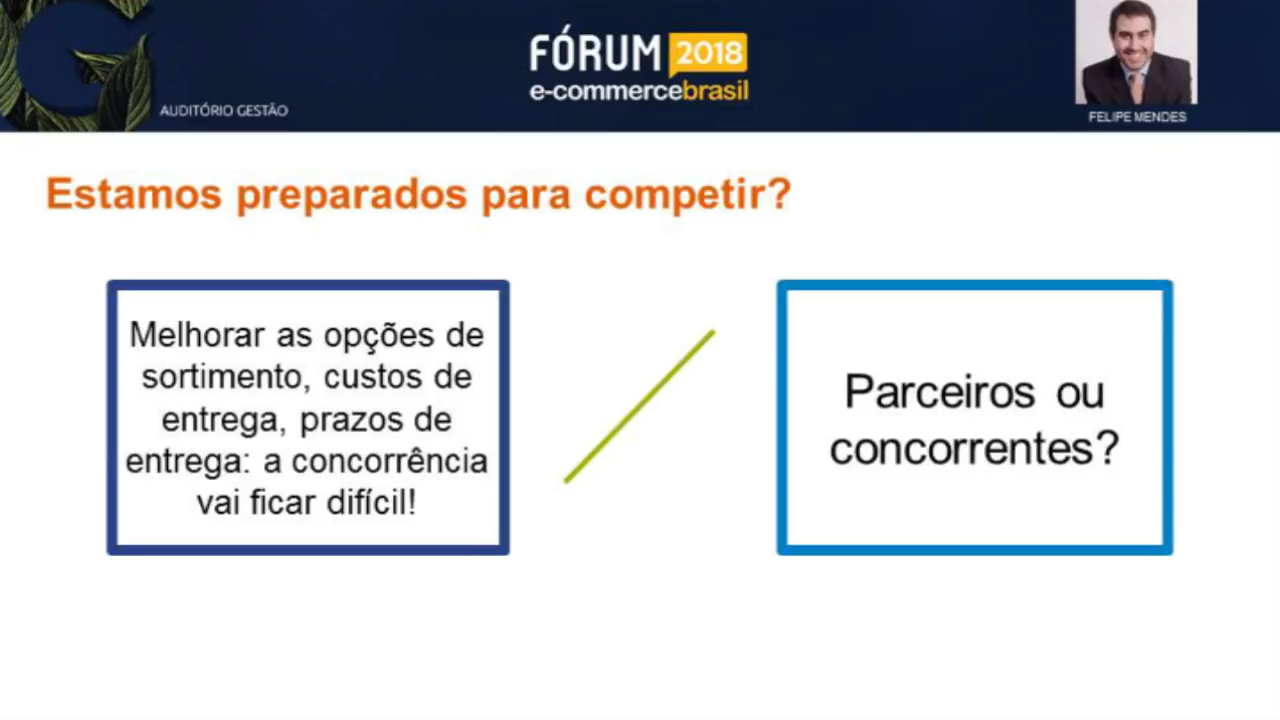 FÓRUM 2018
e-commercebrasil
AUDITÓRIO GESTÃO
FELIPE MENDES
Estamos preparados para competir?
Melhorar as opções de
sortimento, custos de
entrega, prazos de
entrega: a concorrência
vai ficar difícil!
Parceiros ou
concorrentes?